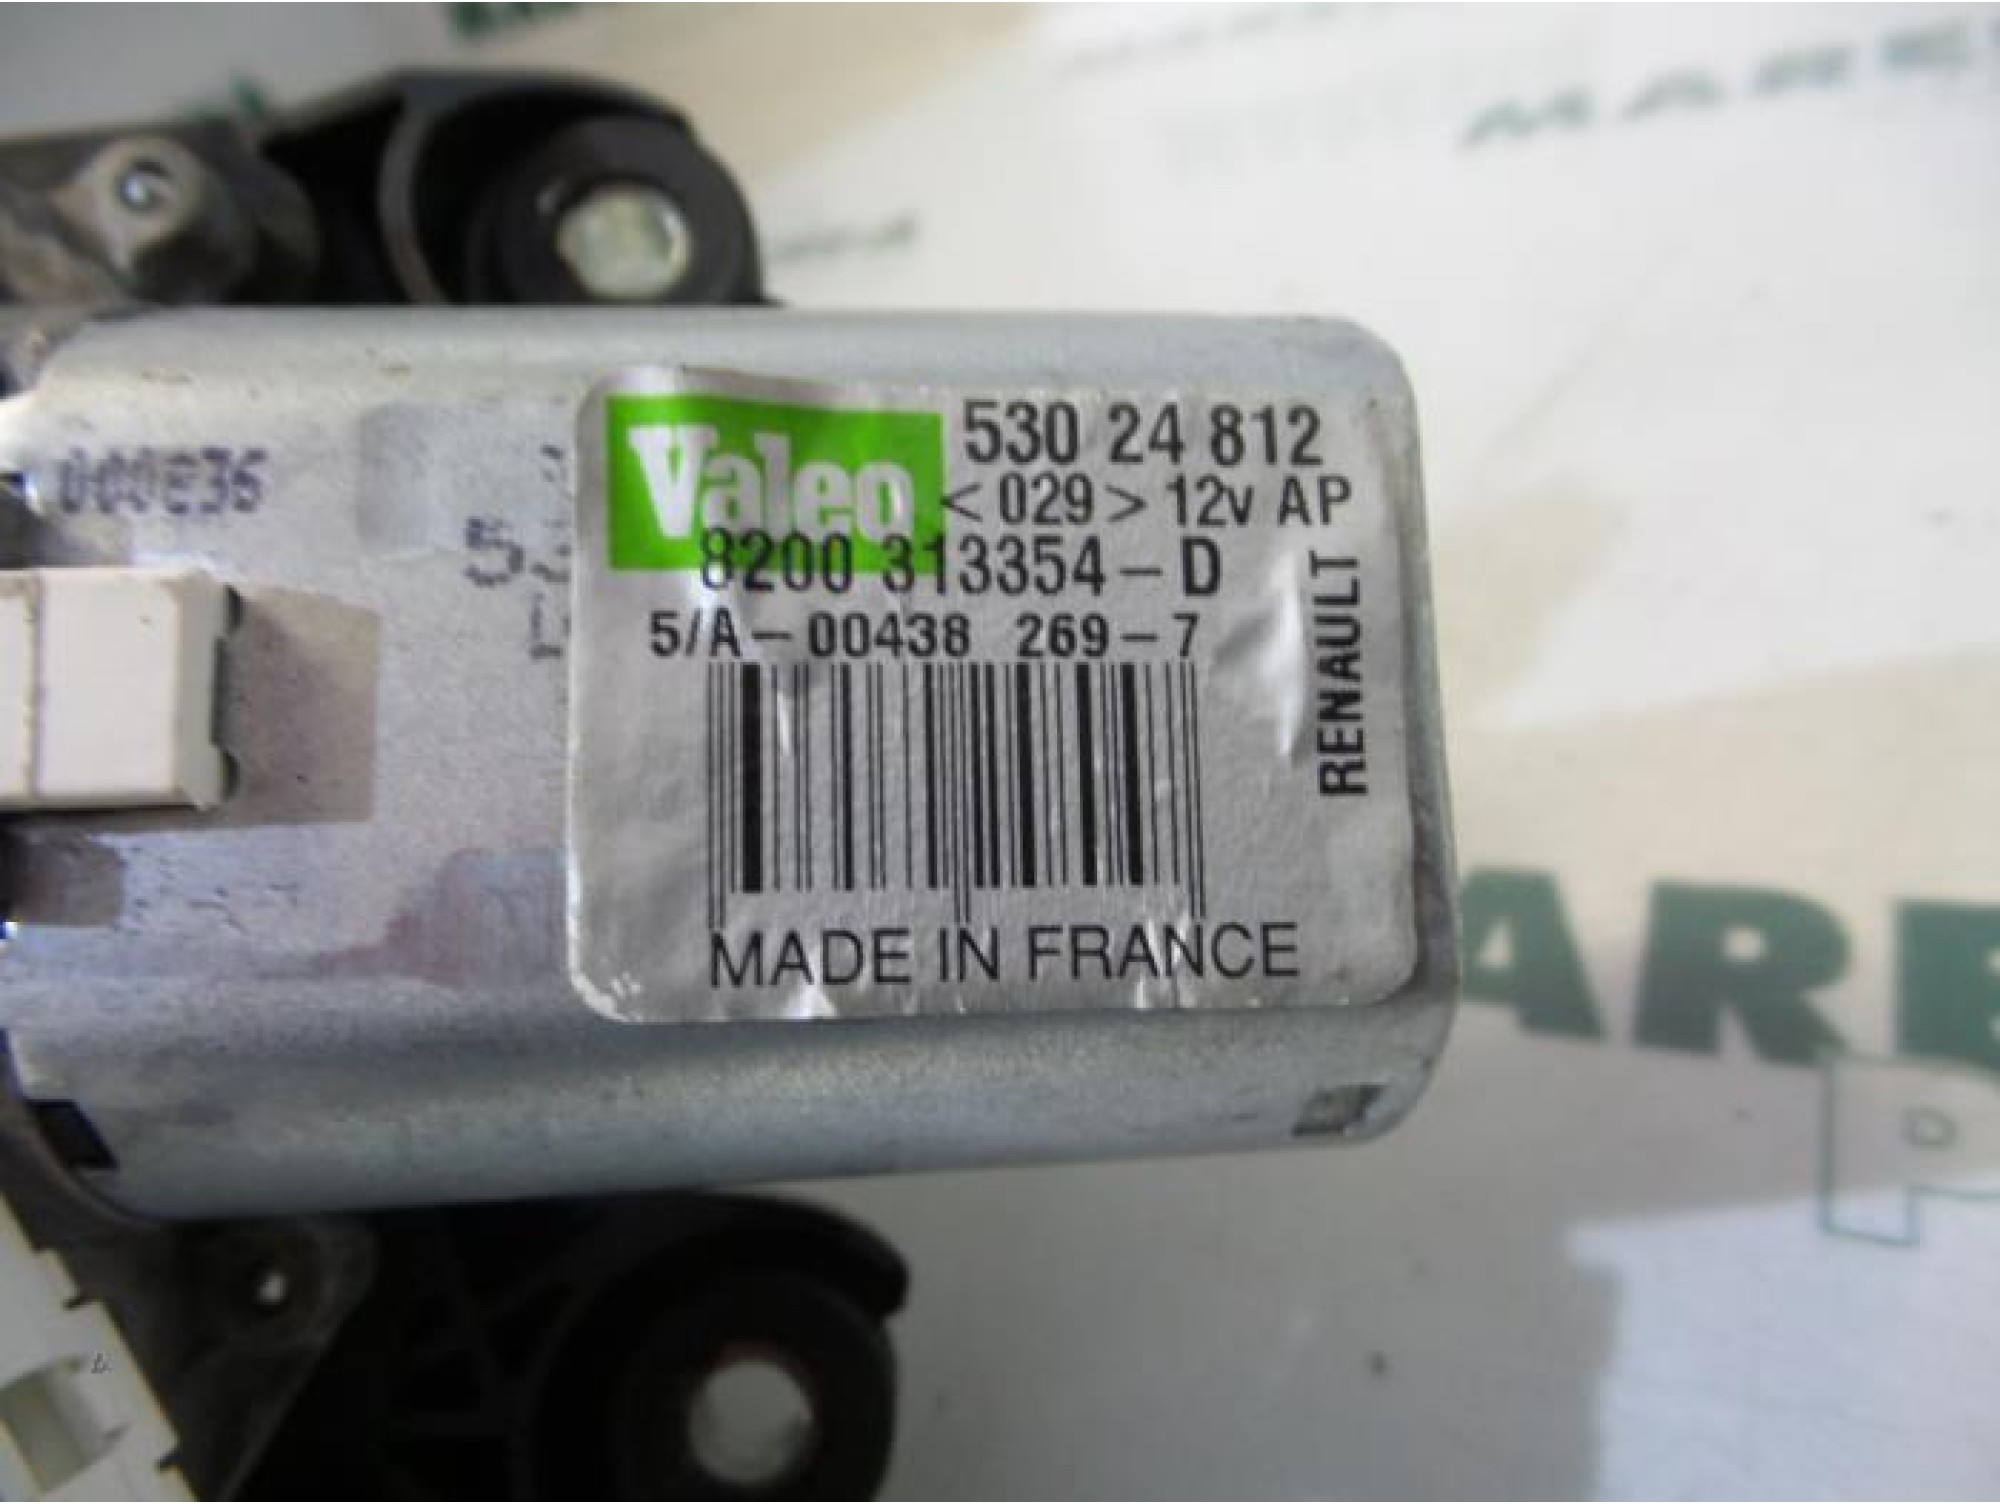 Valeo
530 24 812
<029> 12v AP
8200 313354-D
5/A-00438 269-7
RENAULT
MADE IN FRANCE
000E36